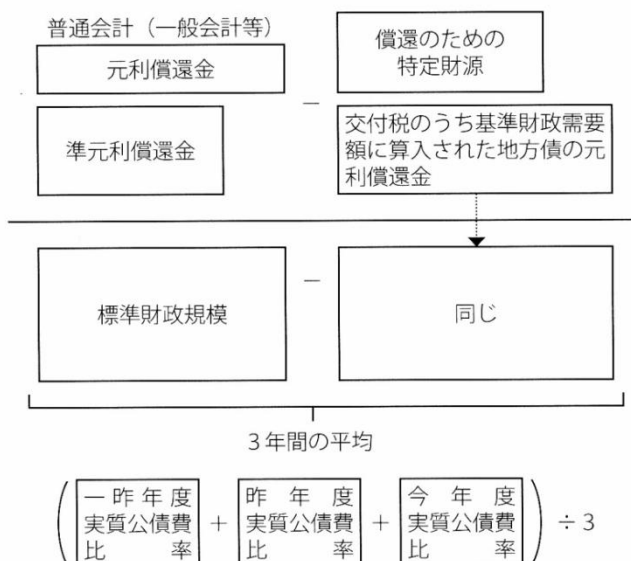 普通会計（一般会計等）
元利償還金
償還のための
特定財源
−
準元利償還金
交付税のうち基準財政需要
額に算入された地方債の元
利償還金
標準財政規模
−
同じ
3年間の平均
一昨年度
実質公債費
比率
+
昨年度
実質公債費
比率
+
今年度
実質公債費
比率
÷3